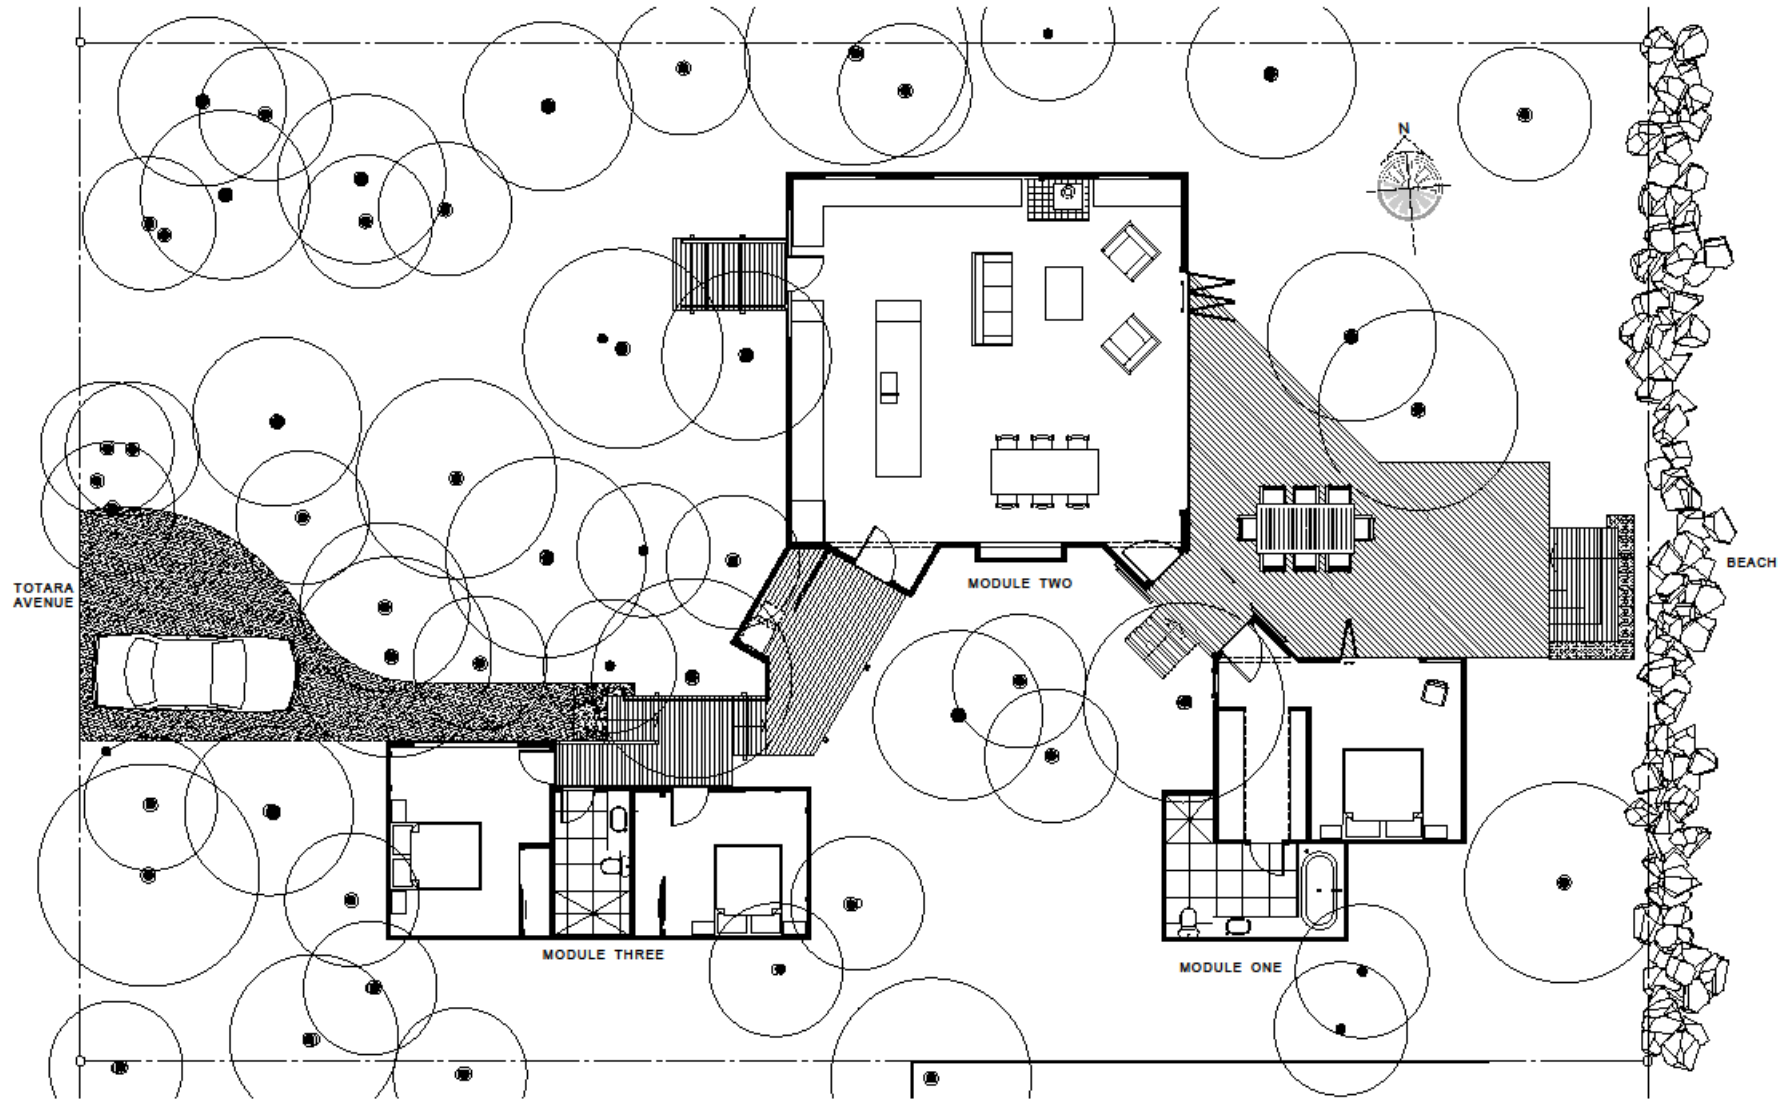 N
TOTARA
AVENUE
BEACH
MODULE TWO
MODULE THREE
MODULE ONE